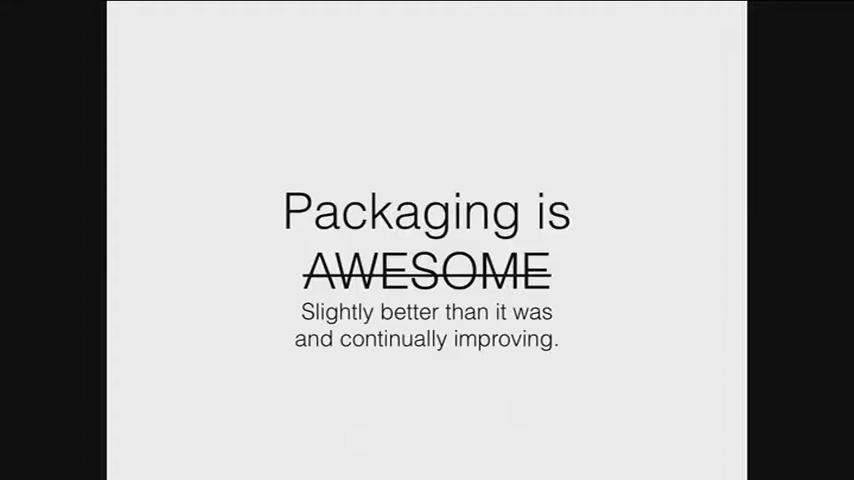 Packaging is
AWESOME
Slightly better than it was
and continually improving.